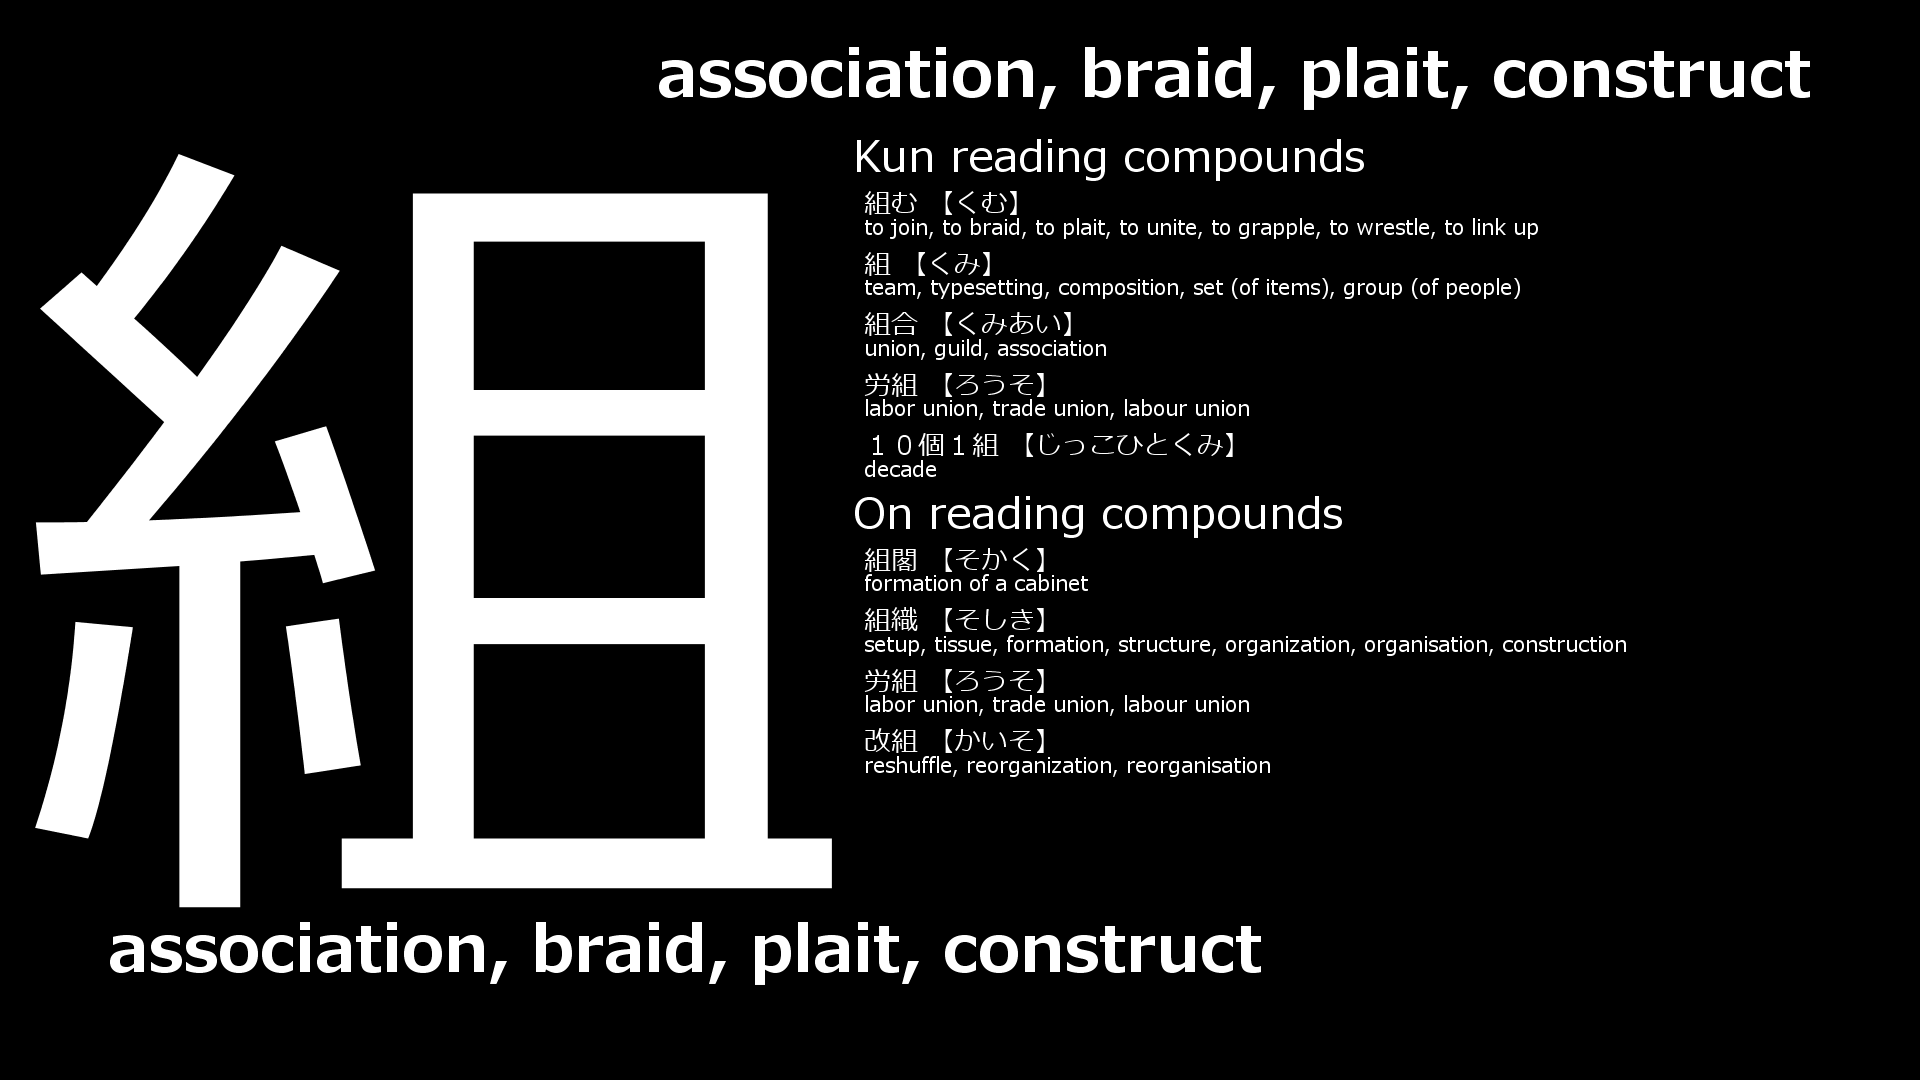 association, braid, plait, construct
組
Kun reading compounds
組む 【くむ】
to join, to braid, to plait, to unite, to grapple, to wrestle, to link up
組 【くみ】
team, typesetting, composition, set (of items), group (of people)
組合 【くみあい】
union, guild, association
労組 【ろうそ】
labor union, trade union, labour union
１０個１組 【じっこひとくみ】
decade
On reading compounds
組閣 【そかく】
formation of a cabinet
組織 【そしき】
setup, tissue, formation, structure, organization, organisation, construction
労組 【ろうそ】
labor union, trade union, labour union
改組 【かいそ】
reshuffle, reorganization, reorganisation
association, braid, plait, construct